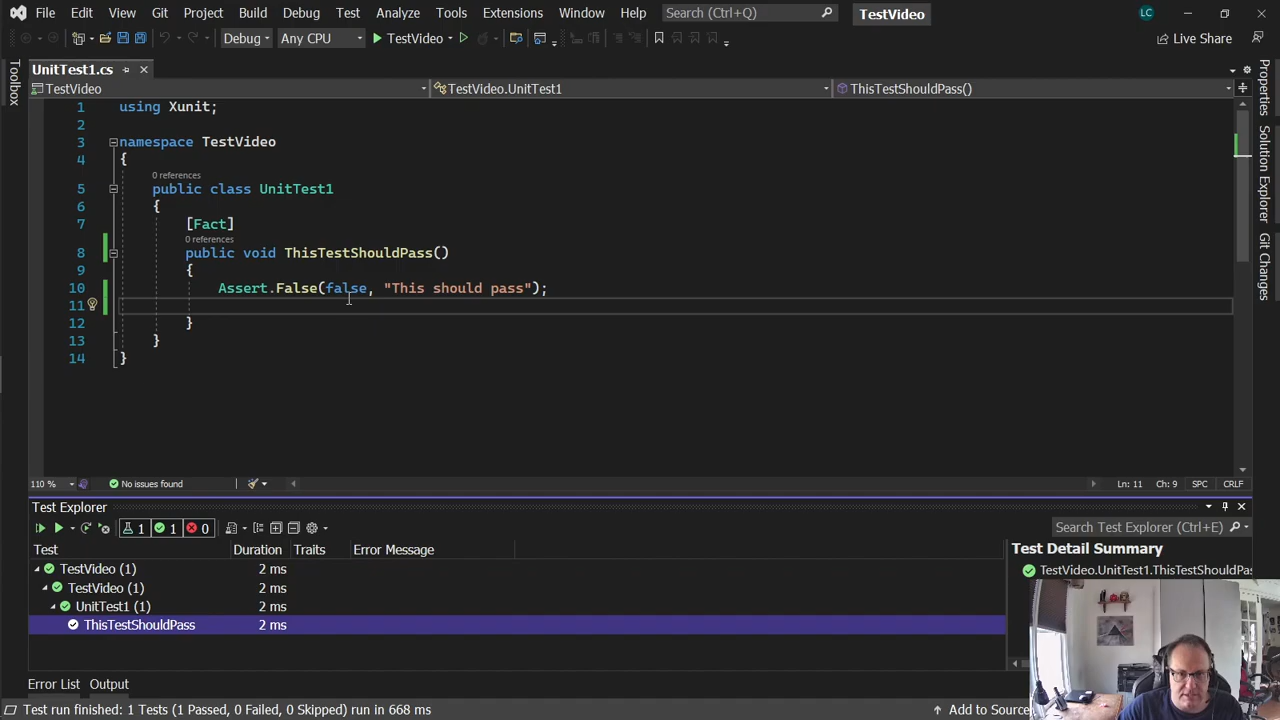 File Edit View Git Project Build Debug Test Analyze Tools Extensions Window Help Search (Ctrl+Q) TestVideo LC
Debug Any CPU TestVideo Live Share
Toolbox
UnitTest1.cs
TestVideo TestVideo.UnitTest1 ThisTestShouldPass()
1 using Xunit;
2
3 namespace TestVideo
4 {
0 references
5 public class UnitTest1
6 {
7 [Fact]
0 references
8 public void ThisTestShouldPass()
9 {
10 Assert.False(false, "This should pass");
11
12 }
13 }
14 }
Properties
Solution Explorer
Git Changes
110 % No issues found Ln: 11 Ch: 9 SPC CRLF
Test Explorer
1 1 0 Search Test Explorer (Ctrl+E)
Test Duration Traits Error Message
TestVideo (1) 2 ms
TestVideo (1) 2 ms
UnitTest1 (1) 2 ms
ThisTestShouldPass 2 ms
Test Detail Summary
TestVideo.UnitTest1.ThisTestShouldPas
Error List Output
Test run finished: 1 Tests (1 Passed, 0 Failed, 0 Skipped) run in 668 ms Add to Source